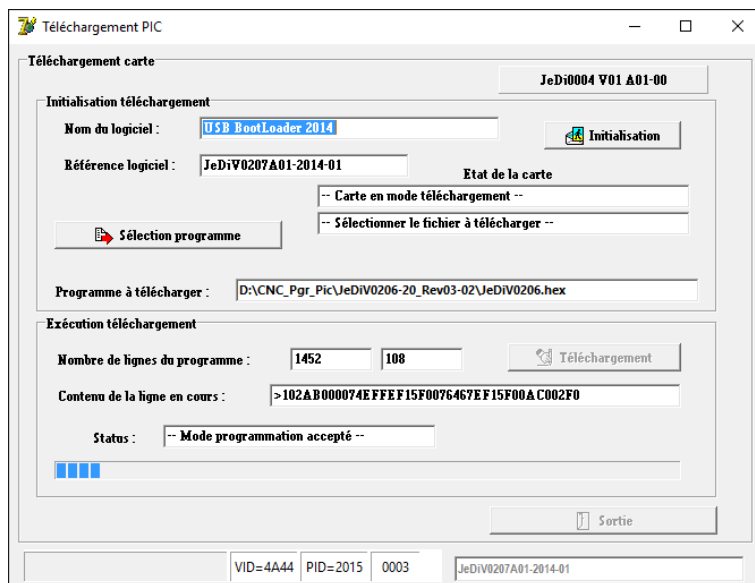 Téléchargement PIC
Téléchargement carte
JeDi0004 V01 A01-00
Initialisation téléchargement
Nom du logiciel : USB BootLoader 2014
Initialisation
Référence logiciel : JeDiV0207A01-2014-01
Etat de la carte
-- Carte en mode téléchargement --
-- Sélectionner le fichier à télécharger --
Sélection programme
Programme à télécharger : D:\CNC_Pgr_Pic\JeDiV0206-20_Rev03-02\JeDiV0206.hex
Exécution téléchargement
Nombre de lignes du programme : 1452 108 Téléchargement
Contenu de la ligne en cours : >102AB000074EFFEF15F0076467EF15F00AC002F0
Status : -- Mode programmation accepté --
Sortie
VID=4A44 PID=2015 0003 JeDiV0207A01-2014-01